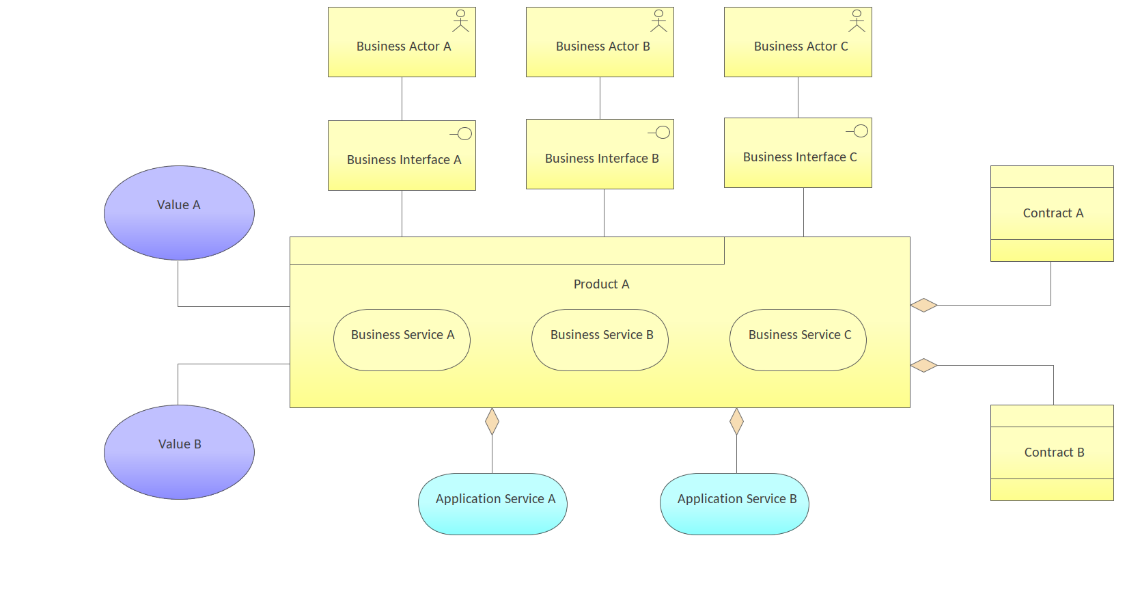 Business Actor A
Business Actor B
Business Actor C
Business Interface A
Business Interface B
Business Interface C
Value A
Contract A
Product A
Business Service A
Business Service B
Business Service C
Value B
Contract B
Application Service A
Application Service B